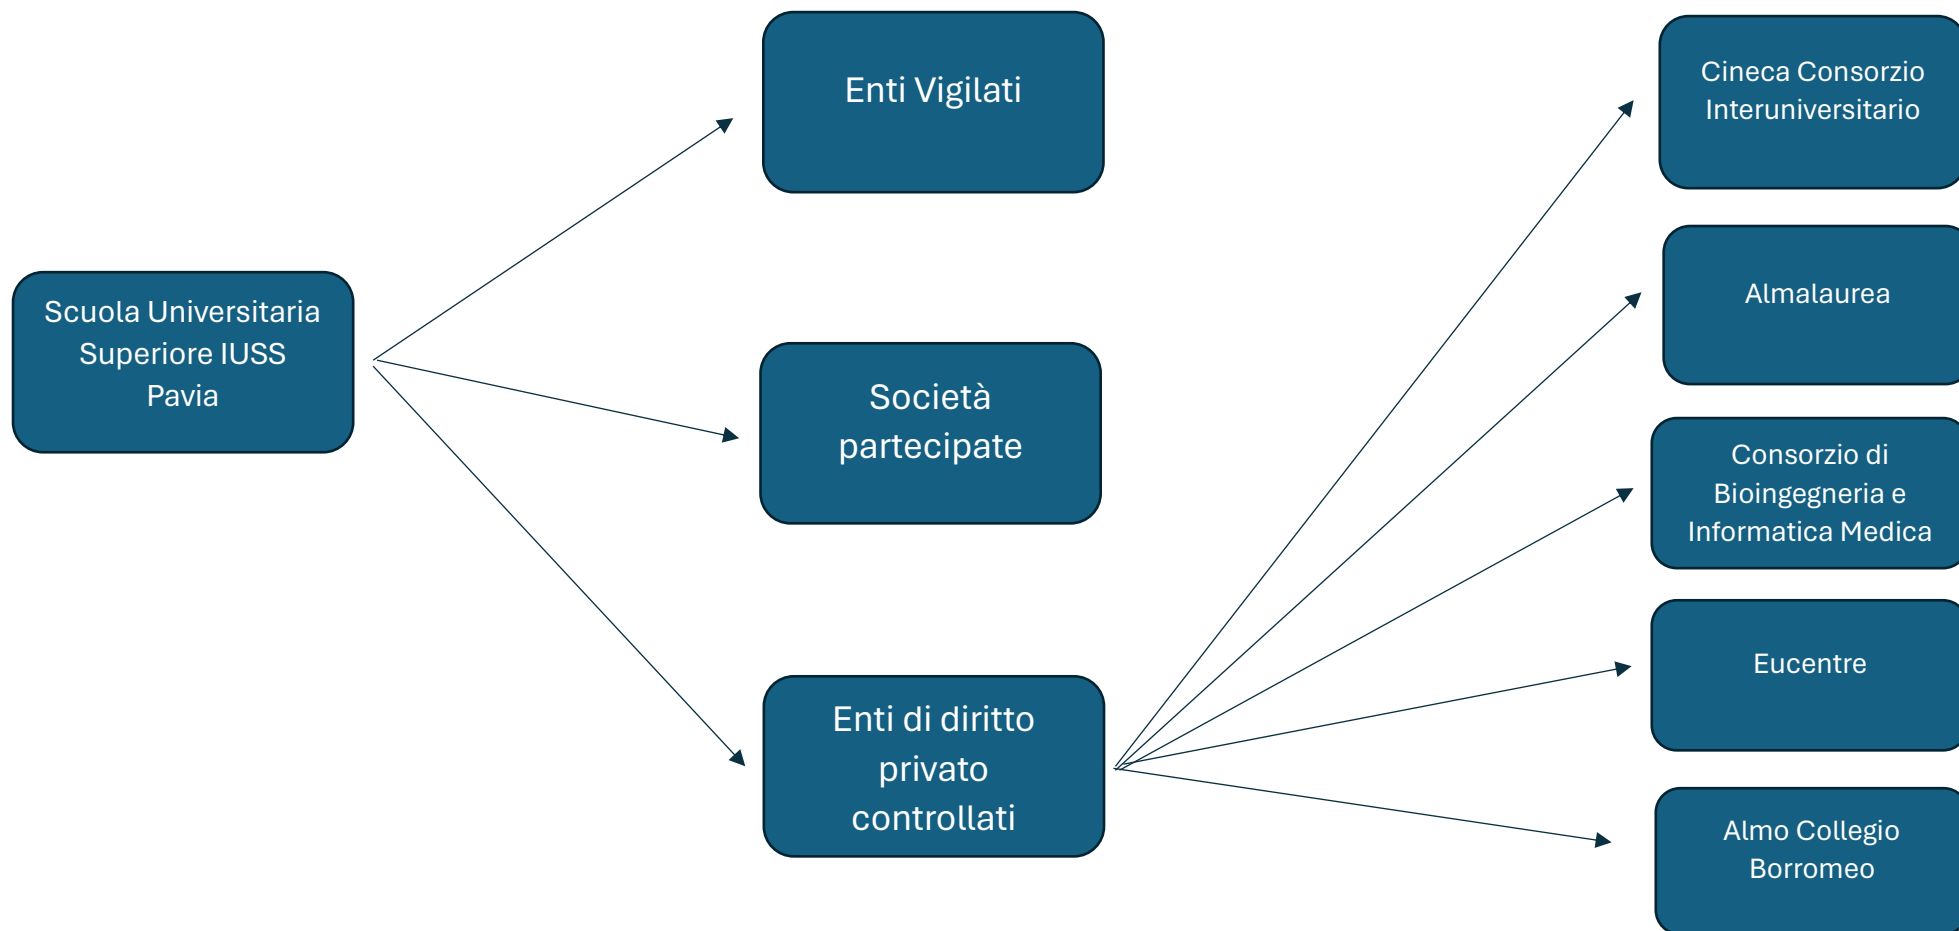 Scuola Universitaria
Superiore IUSS
Pavia
Enti Vigilati
Società
partecipate
Enti di diritto
privato
controllati
Cineca Consorzio
Interuniversitario
Almalaurea
Consorzio di
Bioingegneria e
Informatica Medica
Eucentre
Almo Collegio
Borromeo